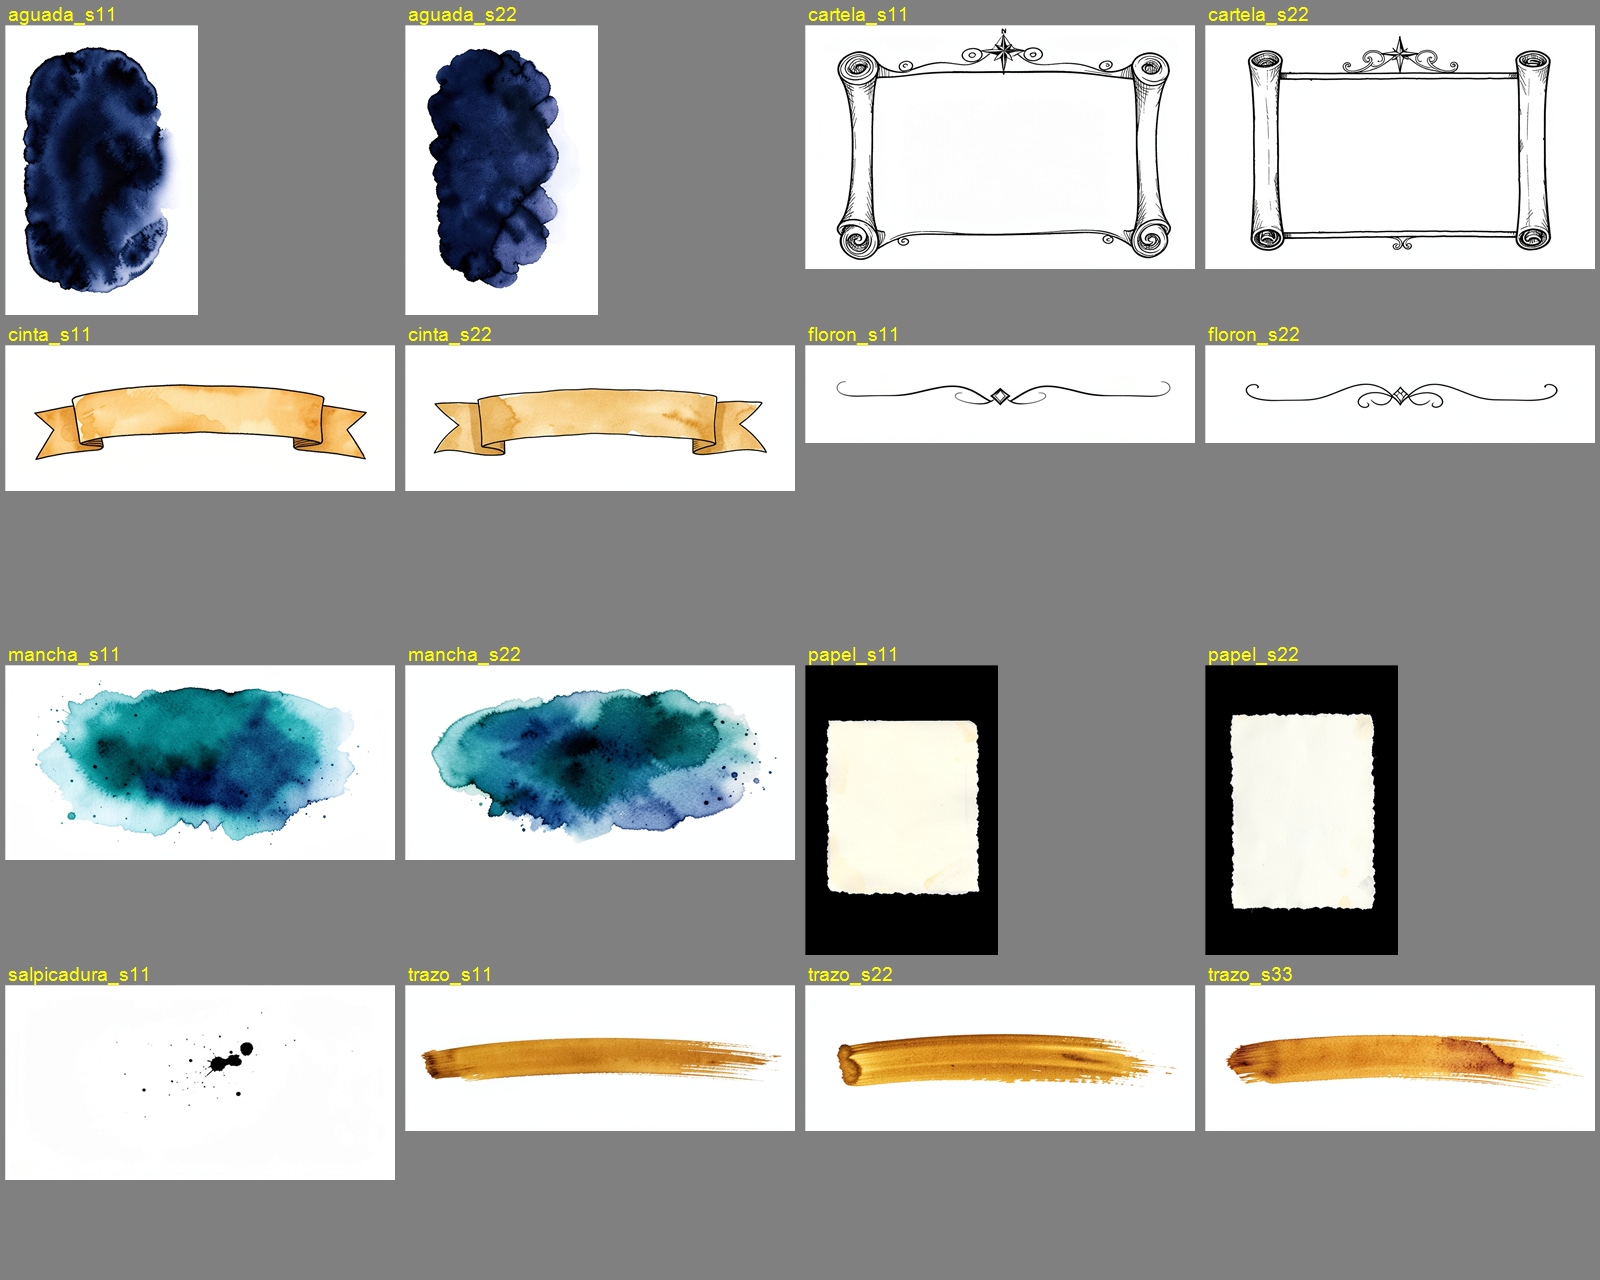 aguada_s11
aguada_s22
cartela_s11
cartela_s22
N
cinta_s11
cinta_s22
floron_s11
floron_s22
mancha_s11
mancha_s22
papel_s11
papel_s22
salpicadura_s11
trazo_s11
trazo_s22
trazo_s33